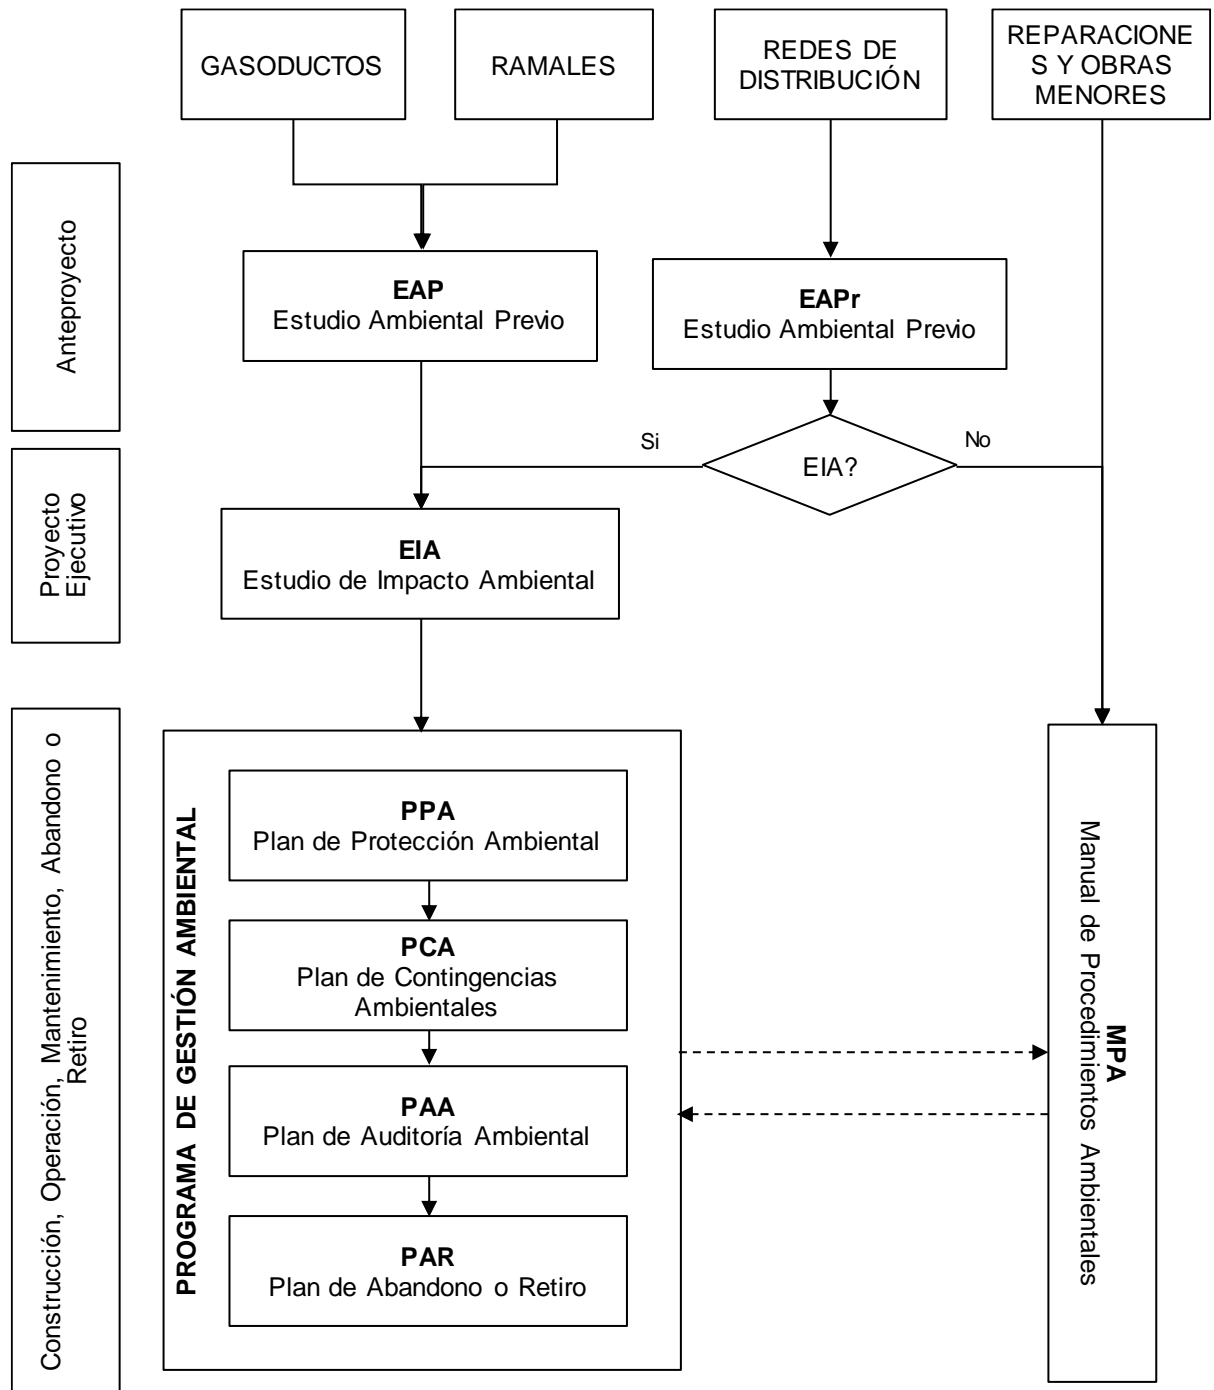 GASODUCTOS
RAMALES
REDES DE
DISTRIBUCIÓN
REPARACIONE
S Y OBRAS
MENORES
Anteproyecto
EAP
Estudio Ambiental Previo
EAPr
Estudio Ambiental Previo
Si
EIA?
No
Proyecto
Ejecutivo
EIA
Estudio de Impacto Ambiental
Construcción, Operación, Mantenimiento, Abandono o
Retiro
PROGRAMA DE GESTIÓN AMBIENTAL
PPA
Plan de Protección Ambiental
PCA
Plan de Contingencias
Ambientales
PAA
Plan de Auditoría Ambiental
PAR
Plan de Abandono o Retiro
MPA
Manual de Procedimientos Ambientales